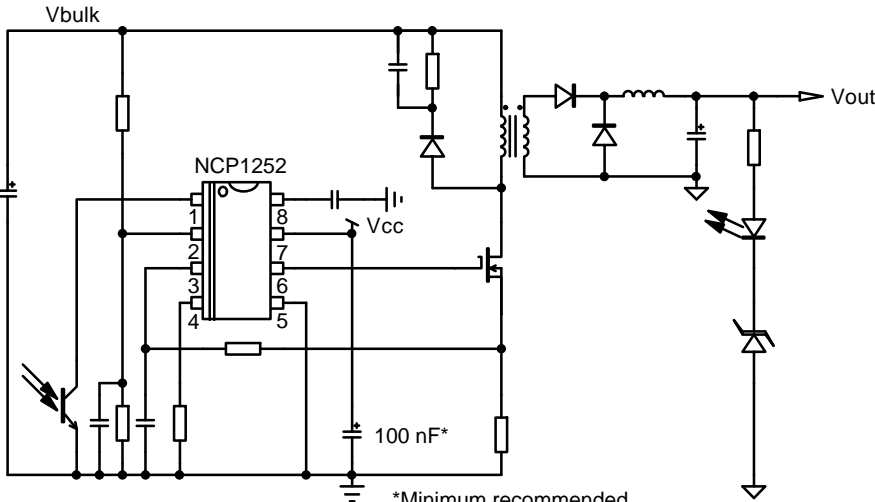 Vbulk
Vout
NCP1252
1
8
Vcc
2
7
3
6
4
5
100 nF*
*Minimum recommended